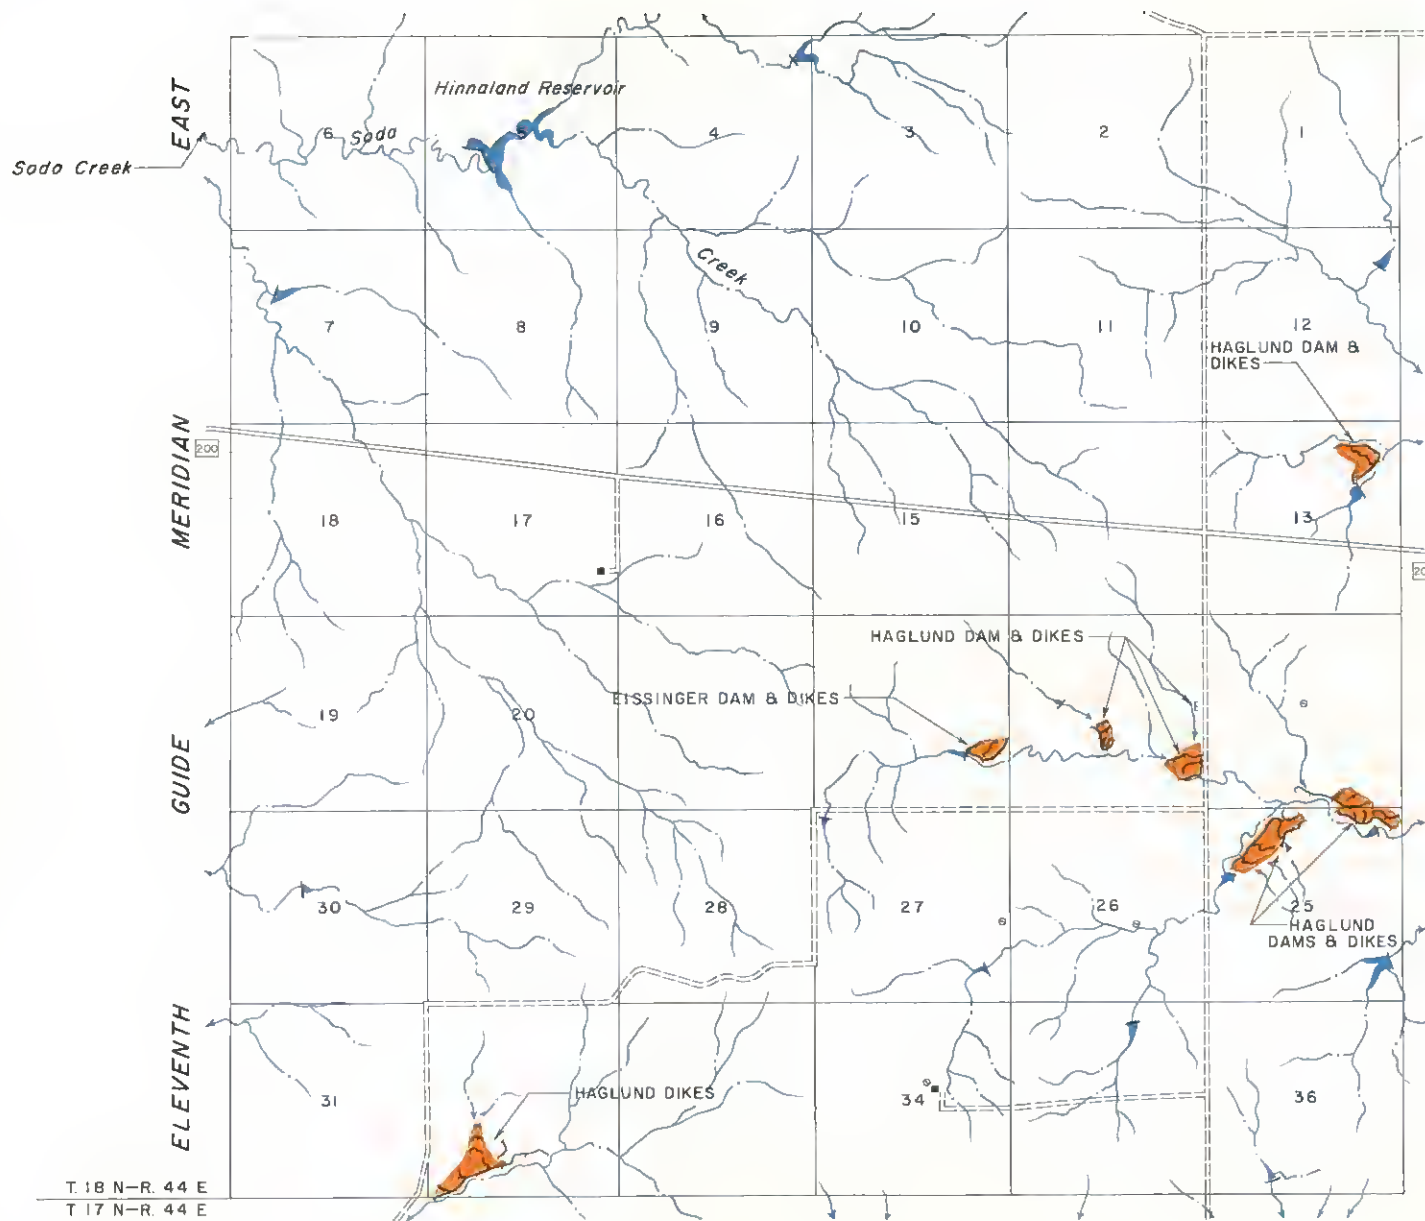 Hinnaland Reservoir
EAST
6
Soda
5
4
3
2
1
Sodo Creek
Creek
7
8
9
10
11
12
HAGLUND DAM &
DIKES
MERIDIAN
200
18
17
16
15
13
20
HAGLUND DAM & DIKES
EISSINGER DAM & DIKES
19
20
GUIDE
30
29
28
27
26
25
HAGLUND
DAMS & DIKES
ELEVENTH
31
HAGLUND DIKES
34
36
T. 18 N-R. 44 E
T 17 N-R. 44 E